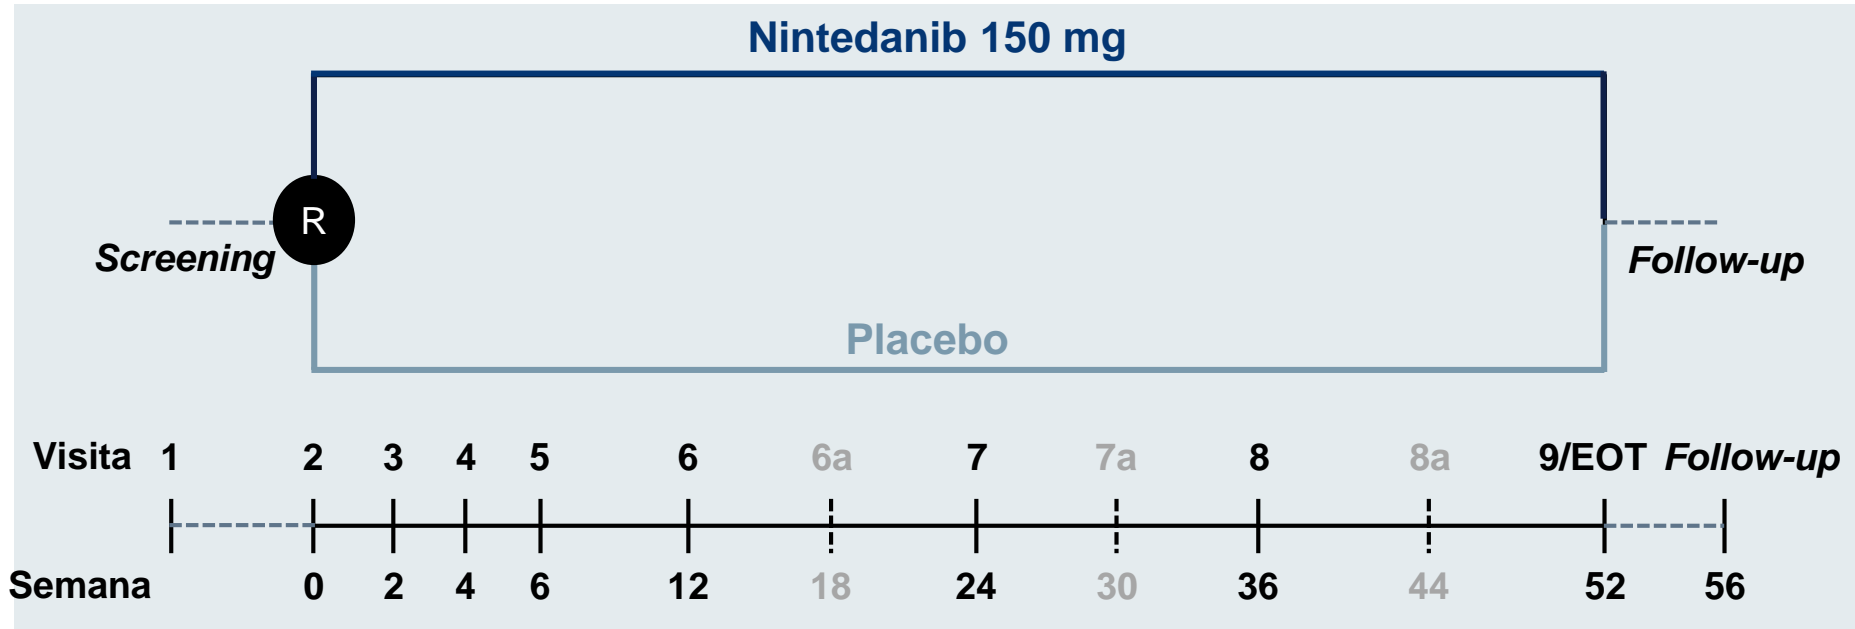 Nintedanib 150 mg
R
Screening
Follow-up
Placebo
Visita 1 2 3 4 5 6 6a 7 7a 8 8a 9/EOT Follow-up
Semana 0 2 4 6 12 18 24 30 36 44 52 56